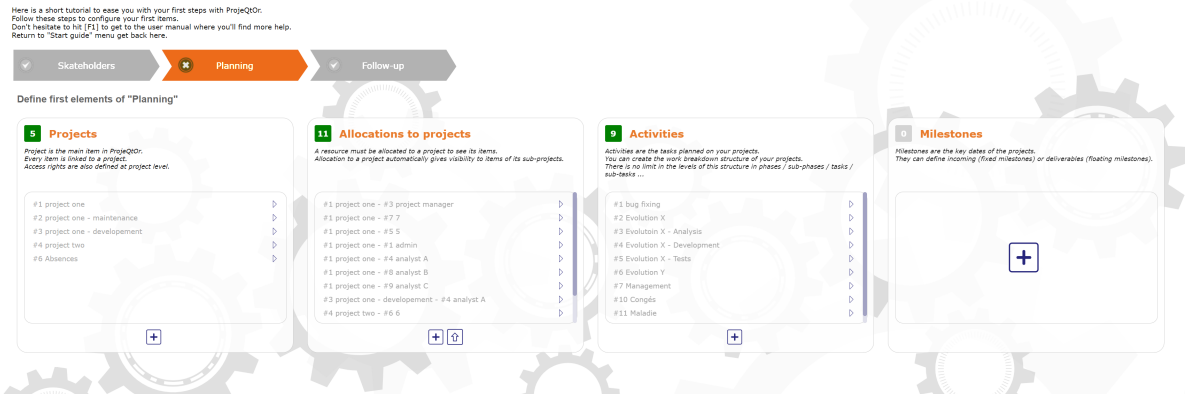 Here is a short tutorial to ease you with your first steps with ProjeQtOr.
Follow these steps to configure your first items.
Don't hesitate to hit [F1] to get to the user manual where you'll find more help.
Return to "Start guide" menu get back here.
Skateholders
Planning
Follow-up
Define first elements of "Planning"
5 Projects
Project is the main item in ProjeQtOr.
Every item is linked to a project.
Access rights are also defined at project level.
#1 project one
#2 project one - maintenance
#3 project one - developement
#4 project two
#6 Absences
11 Allocations to projects
A resource must be allocated to a project to see its items.
Allocation to a project automatically gives visibility to items of its sub-projects.
#1 project one - #3 project manager
#1 project one - #7 7
#1 project one - #5 5
#1 project one - #1 admin
#1 project one - #4 analyst A
#1 project one - #8 analyst B
#1 project one - #9 analyst C
#3 project one - developement - #4 analyst A
#4 project two - #6 6
9 Activities
Activities are the tasks planned on your projects.
You can create the work breakdown structure of your projects.
There is no limit in the levels of this structure in phases / sub-phases / tasks /
sub-tasks ...
#1 bug fixing
#2 Evolution X
#3 Evolutoin X - Analysis
#4 Evolution X - Development
#5 Evolution X - Tests
#6 Evolution Y
#7 Management
#10 Congés
#11 Maladie
0 Milestones
Milestones are the key dates of the projects.
They can define incoming (fixed milestones) or deliverables (floating milestones).